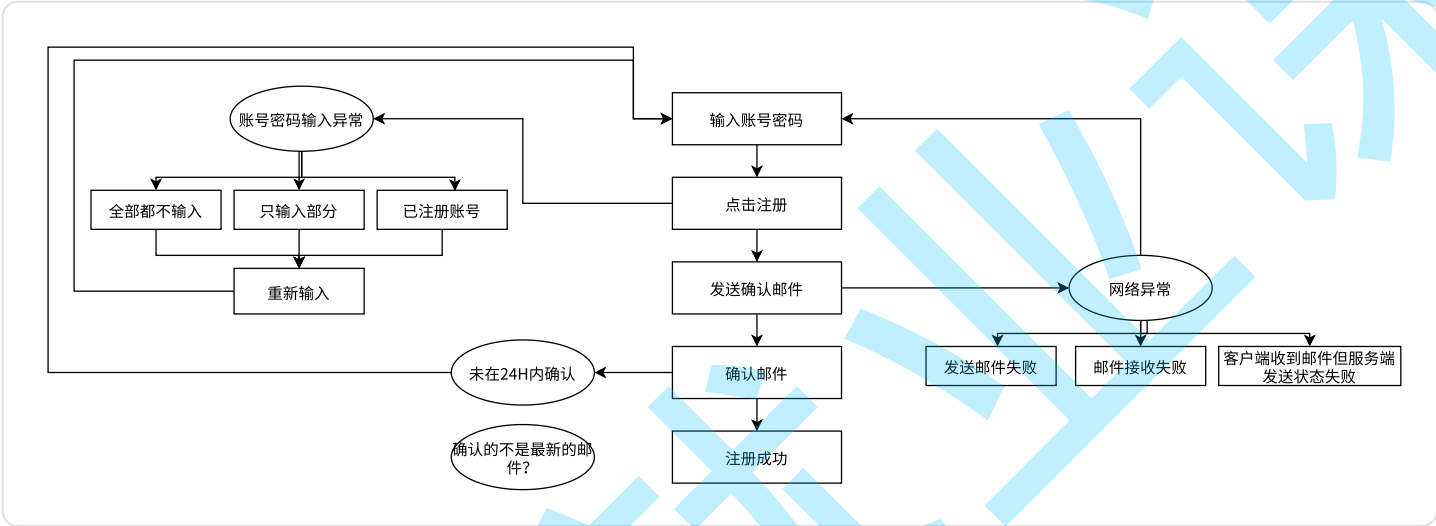 账号密码输入异常
输入账号密码
全部都不输入
只输入部分
已注册账号
点击注册
重新输入
发送确认邮件
网络异常
未在24H内确认
确认邮件
发送邮件失败
邮件接收失败
客户端收到邮件但服务端
发送状态失败
确认的不是最新的邮
件？
注册成功